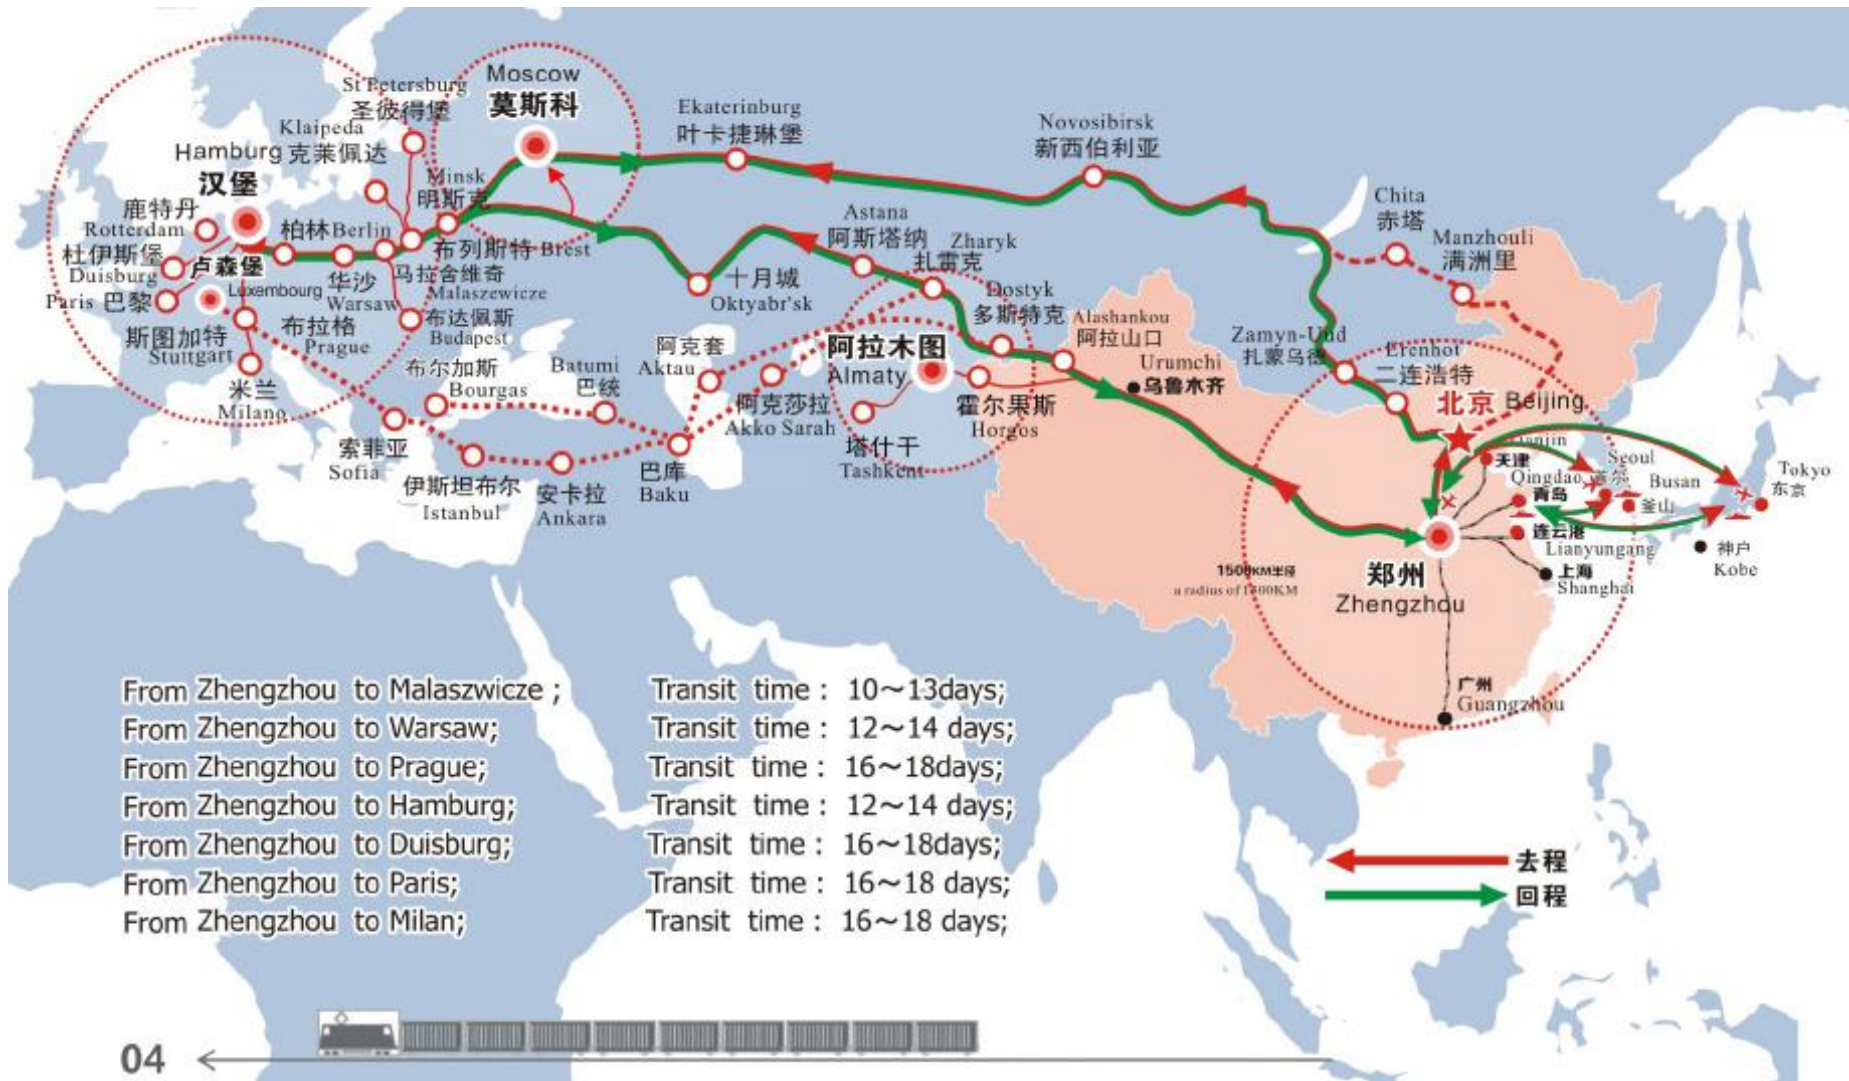 St Petersburg
圣彼得堡
Klaipeda
克莱佩达
Hamburg
汉堡
Moscow
莫斯科
Minsk
明斯克
Ekaterinburg
叶卡捷琳堡
Novosibirsk
新西伯利亚
Chita
赤塔
Manzhouli
满洲里
鹿特丹
Rotterdam
杜伊斯堡
Duisburg
Paris 巴黎
卢森堡
Luxembourg
柏林Berlin
华沙
Warsaw
布列斯特 Brest
马拉舍维奇
Malaszewicze
布达佩斯
Budapest
斯图加特
Stuttgart
布拉格
Prague
米兰
Milano
十月城
Oktyabr'sk
Astana
阿斯塔纳
Zharyk
扎雷克
Dostyk
多斯特克
Alashankou
阿拉山口
Urumchi
乌鲁木齐
Zamyn-Uud
扎蒙乌德
Erenhot
二连浩特
北京 Beijing
布尔加斯
Bourgas
Batumi
巴统
阿克套
Aktau
阿拉木图
Almaty
阿克莎拉
Akko Sarah
霍尔果斯
Horgos
塔什干
Tashkent
索菲亚
Sofia
伊斯坦布尔
Istanbul
安卡拉
Ankara
巴库
Baku
Tianjin
天津
Qingdao
青岛
Seoul
首尔
Busan
釜山
Tokyo
东京
连云港
Lianyungang
神户
Kobe
上海
Shanghai
郑州
Zhengzhou
1500KM半径
a radius of 1500KM
广州
Guangzhou
From Zhengzhou to Malaszwicze ; Transit time : 10～13days;
From Zhengzhou to Warsaw; Transit time : 12～14 days;
From Zhengzhou to Prague; Transit time : 16～18days;
From Zhengzhou to Hamburg; Transit time : 12～14 days;
From Zhengzhou to Duisburg; Transit time : 16～18days;
From Zhengzhou to Paris; Transit time : 16～18 days;
From Zhengzhou to Milan; Transit time : 16～18 days;
去程
回程
04